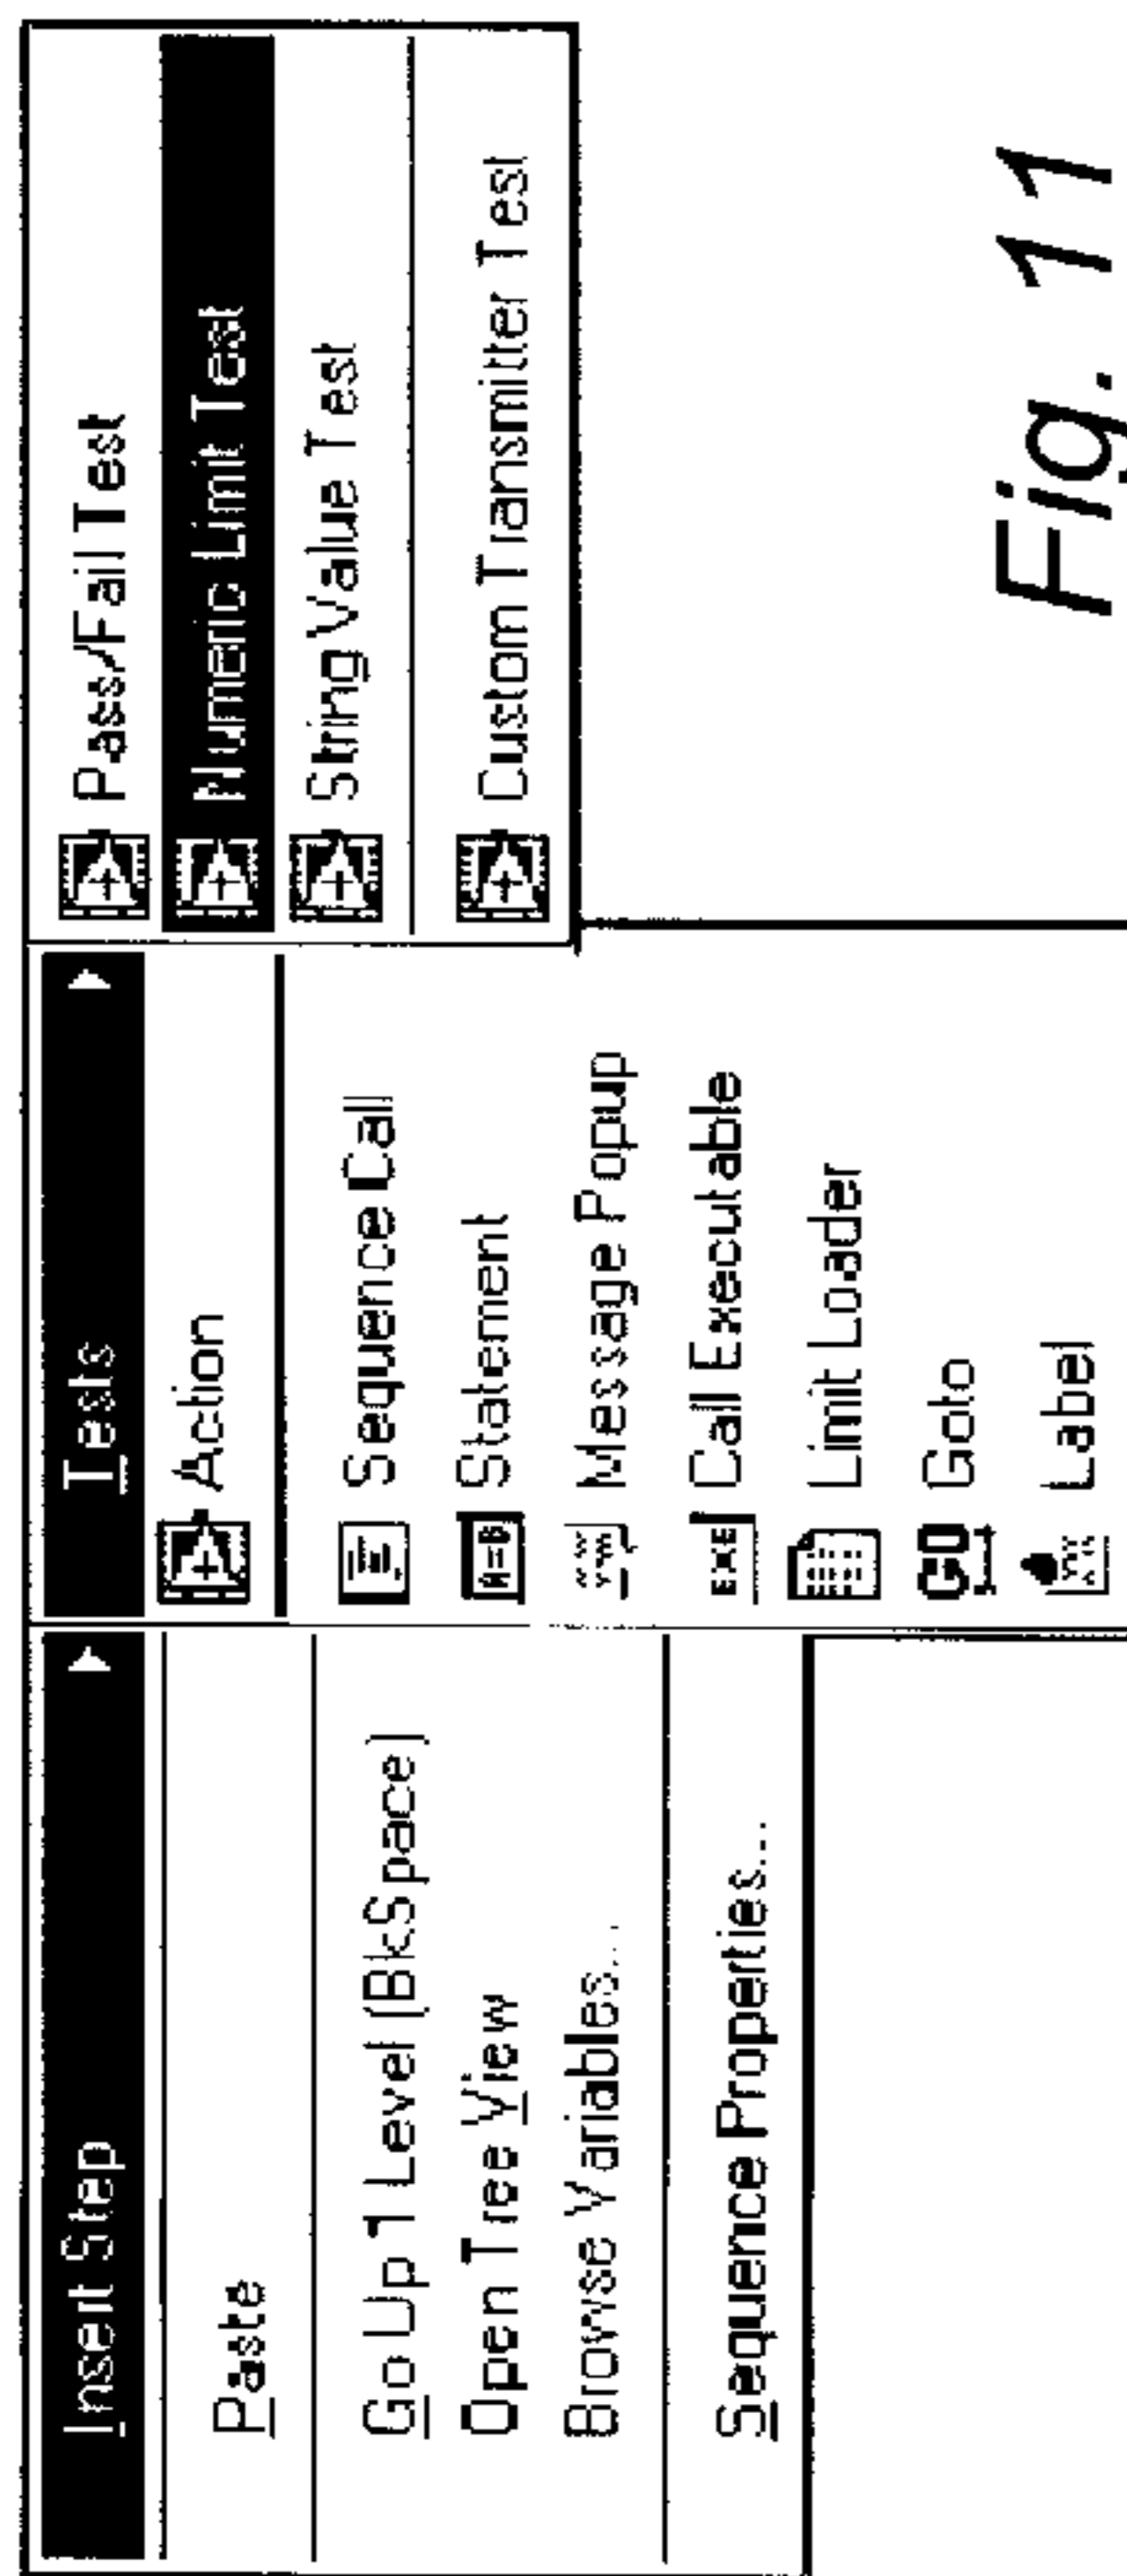 Insert Step
Paste
Go Up 1 Level (BkSpace)
Open Tree View
Browse Variables...
Sequence Properties...
Tests
Action
Sequence Call
A=B Statement
Message Popup
EXE Call Executable
Limit Loader
GO Goto
Label
Pass/Fail Test
Numeric Limit Test
String Value Test
Custom Transmitter Test
Fig. 11